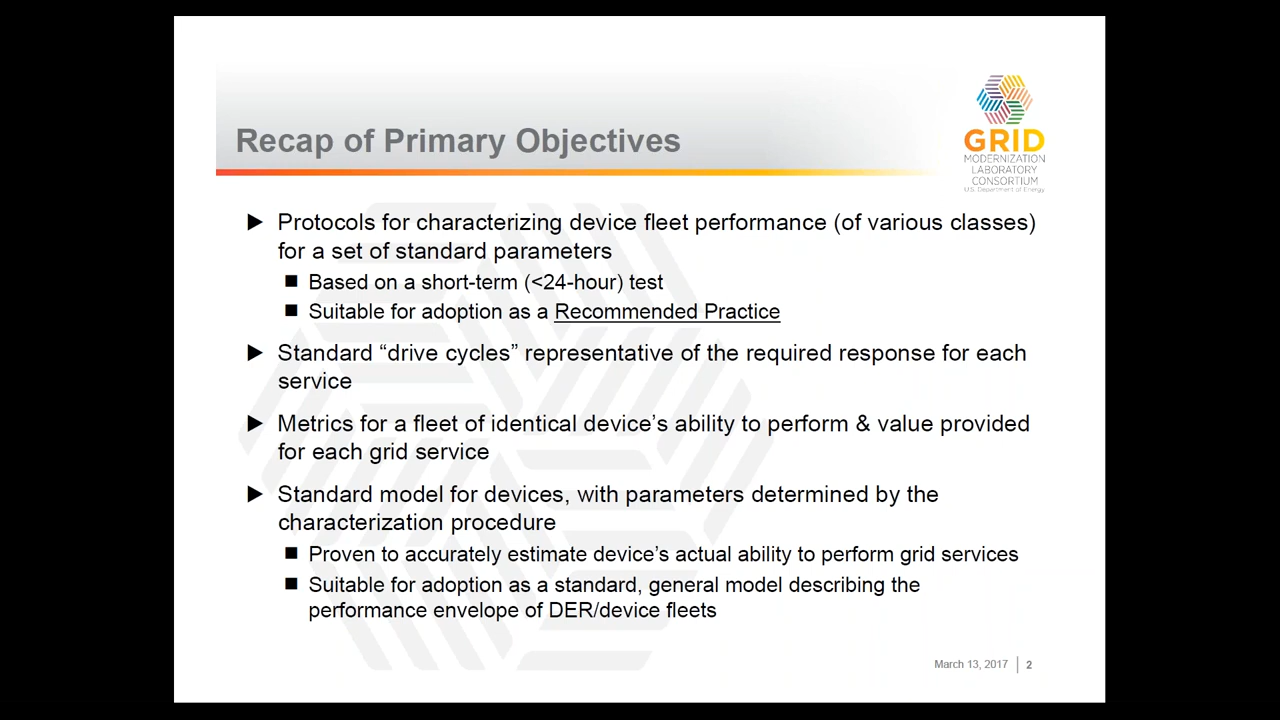 Recap of Primary Objectives
GRID
MODERNIZATION
LABORATORY
CONSORTIUM
U.S. Department of Energy
Protocols for characterizing device fleet performance (of various classes)
for a set of standard parameters
Based on a short-term (<24-hour) test
Suitable for adoption as a Recommended Practice
Standard “drive cycles” representative of the required response for each
service
Metrics for a fleet of identical device’s ability to perform & value provided
for each grid service
Standard model for devices, with parameters determined by the
characterization procedure
Proven to accurately estimate device’s actual ability to perform grid services
Suitable for adoption as a standard, general model describing the
performance envelope of DER/device fleets
March 13, 2017 | 2